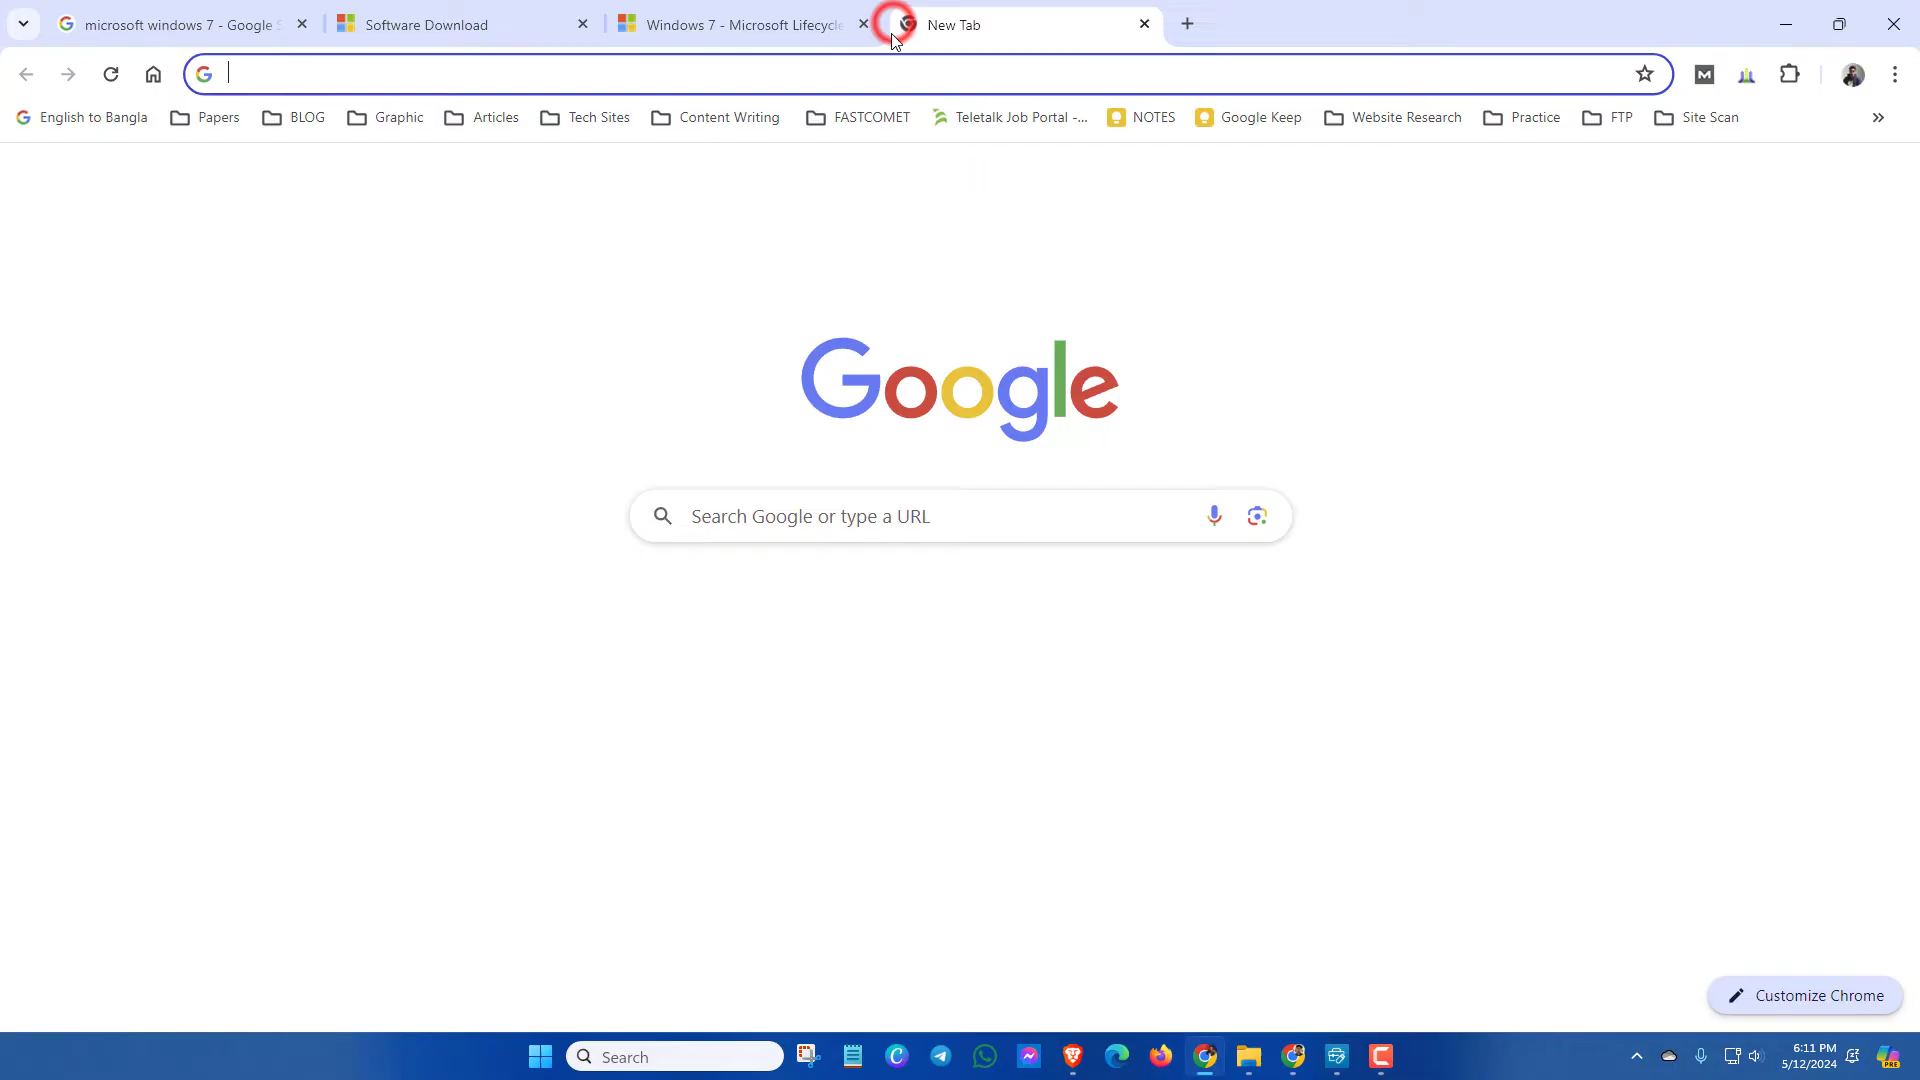 microsoft windows 7 - Google S
Software Download
Windows 7 - Microsoft Lifecycle
New Tab
English to Bangla
Papers
BLOG
Graphic
Articles
Tech Sites
Content Writing
FASTCOMET
Teletalk Job Portal -...
NOTES
Google Keep
Website Research
Practice
FTP
Site Scan
Google
Search Google or type a URL
Customize Chrome
Search
6:11 PM
5/12/2024
PRE